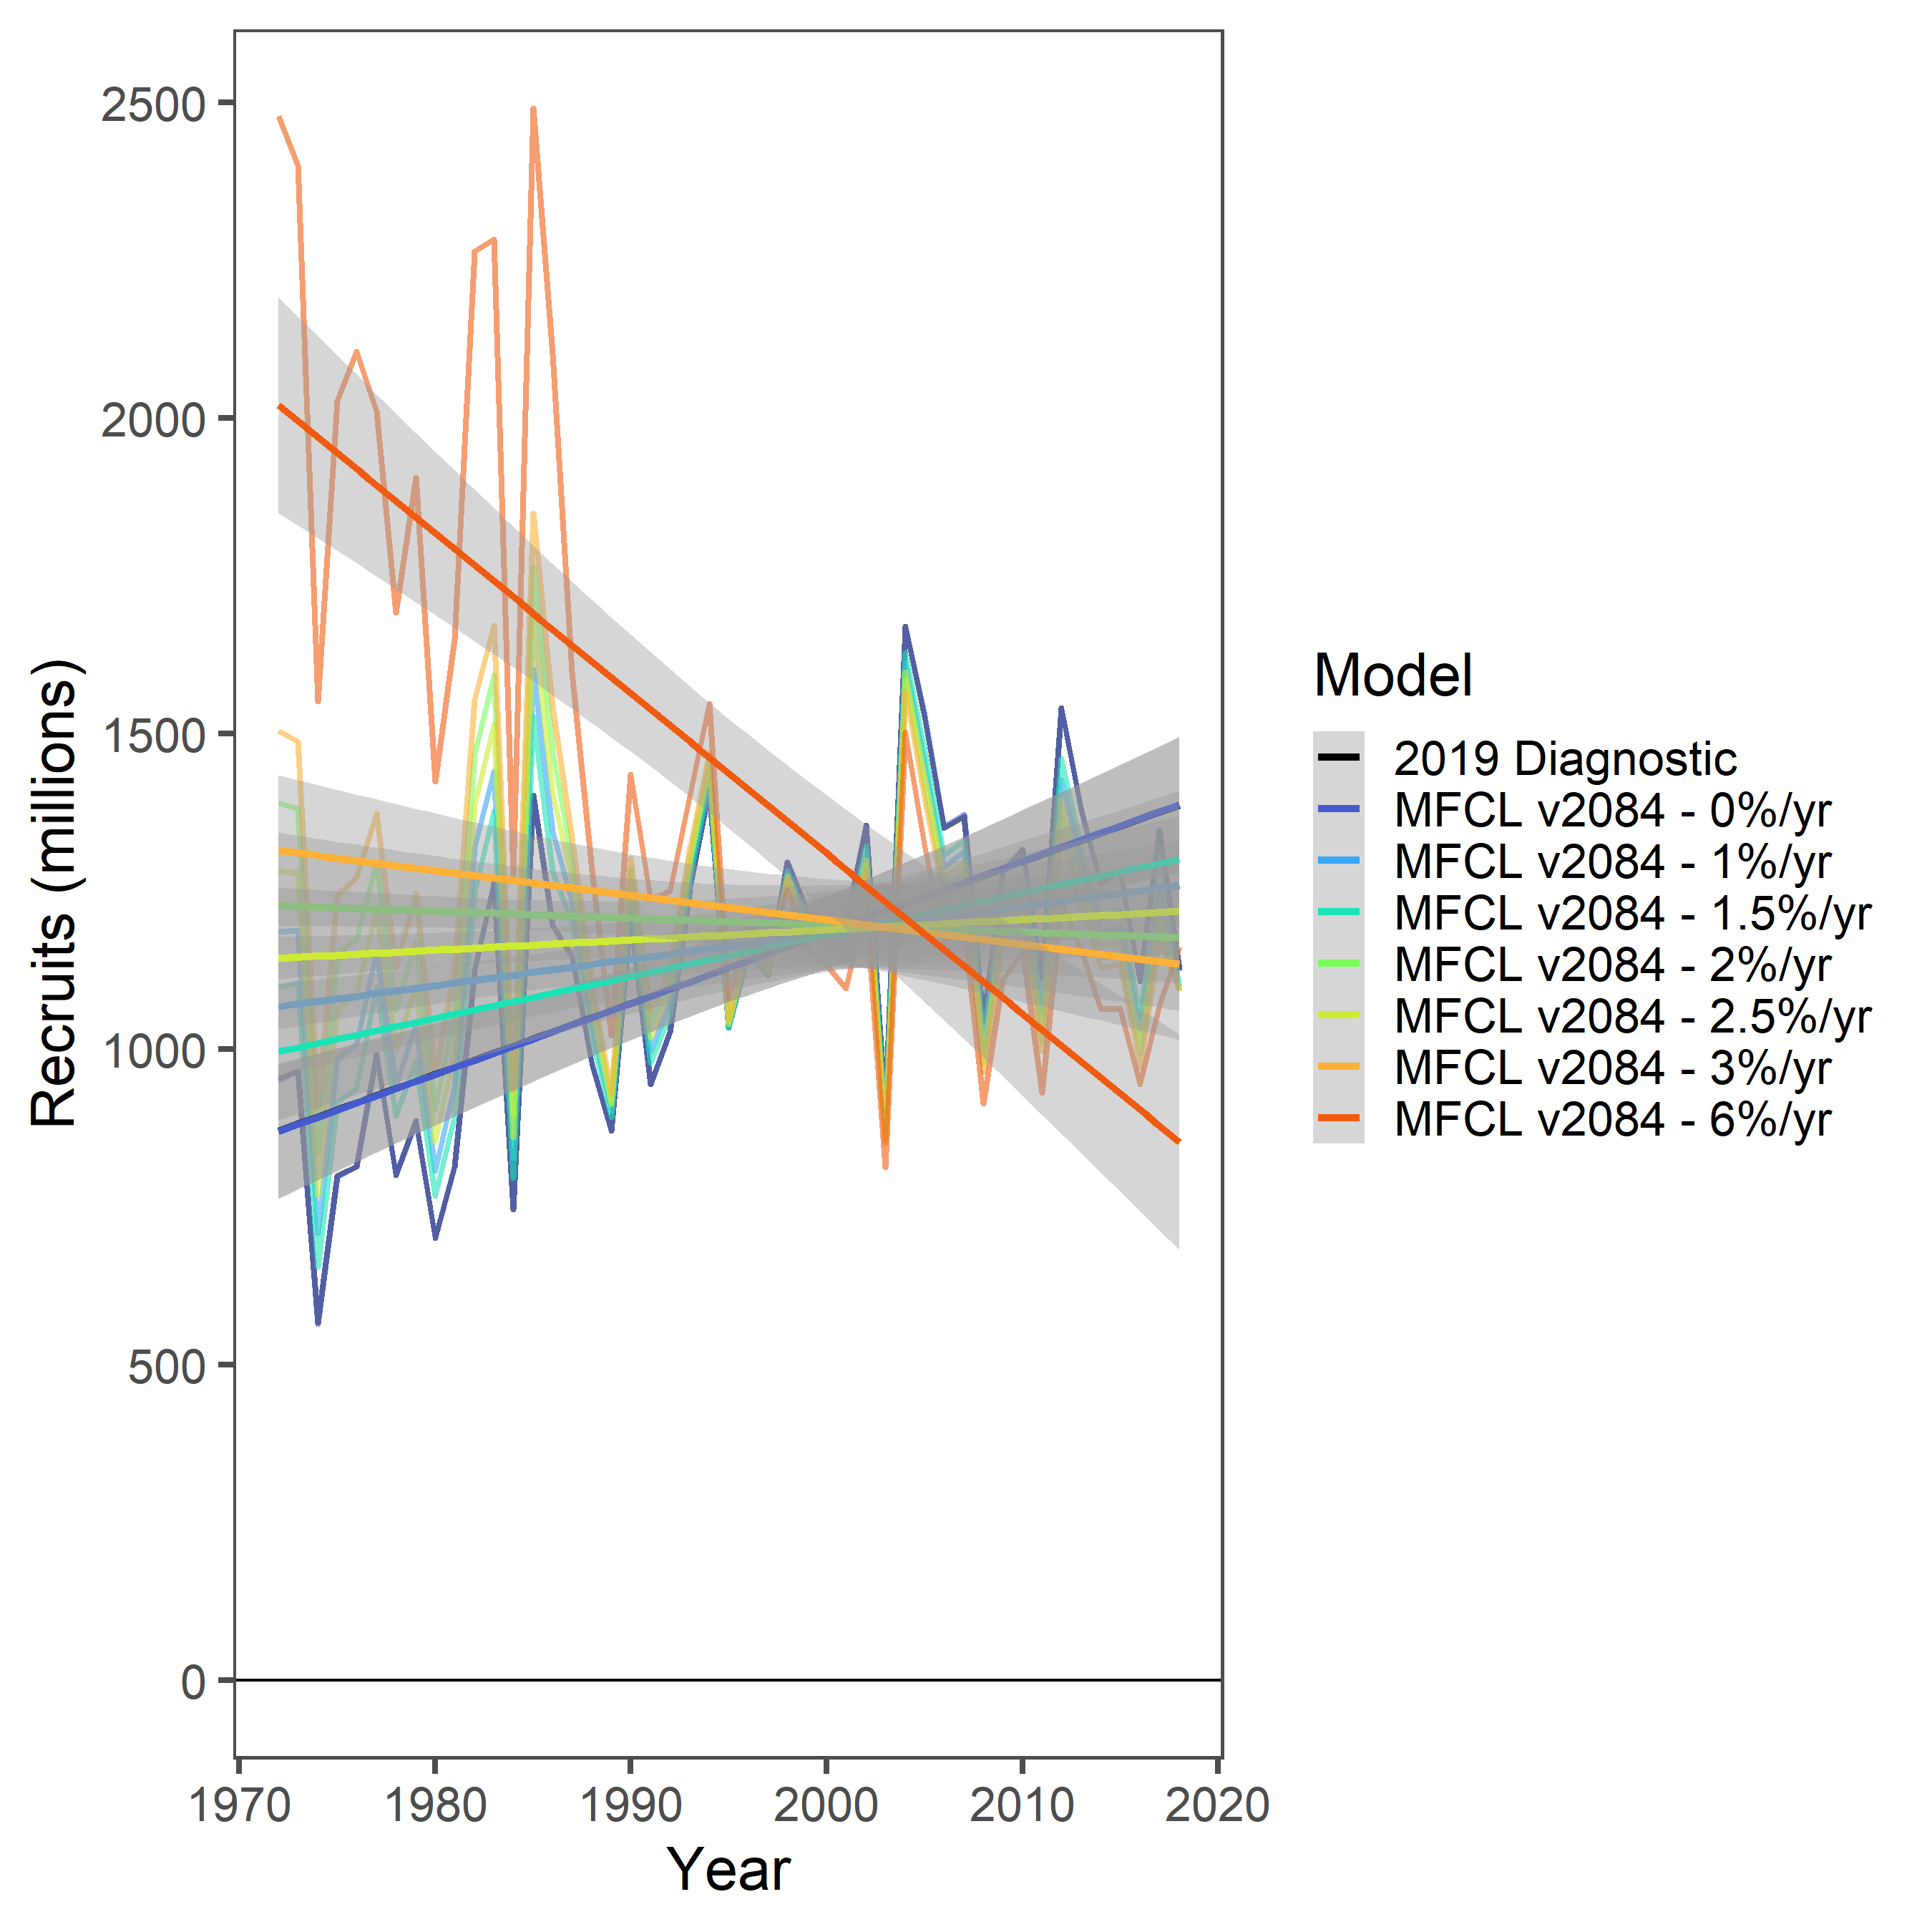 Recruits (millions)
2500
2000
1500
1000
500
0
1970 1980 1990 2000 2010 2020
Year
Model
2019 Diagnostic
MFCL v2084 - 0%/yr
MFCL v2084 - 1%/yr
MFCL v2084 - 1.5%/yr
MFCL v2084 - 2%/yr
MFCL v2084 - 2.5%/yr
MFCL v2084 - 3%/yr
MFCL v2084 - 6%/yr